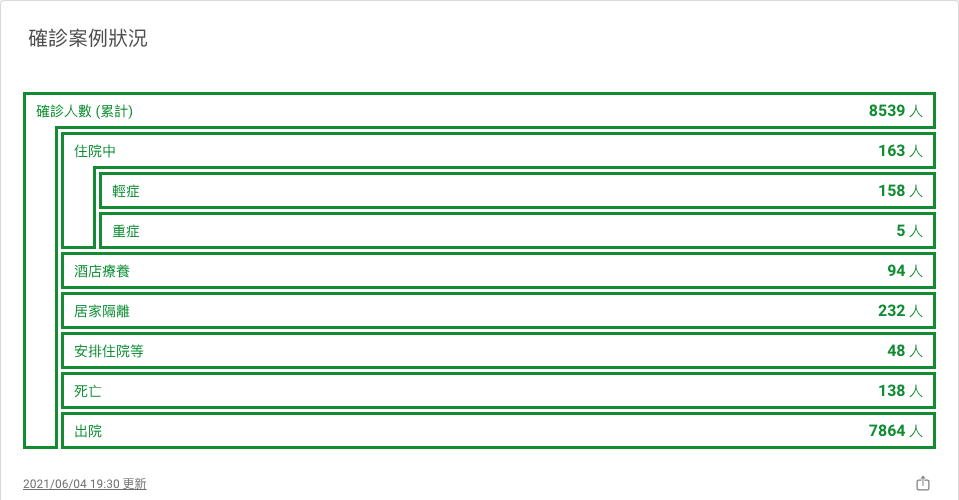 確診案例狀況
確診人數 (累計) 8539 人
住院中 163 人
輕症 158 人
重症 5 人
酒店療養 94 人
居家隔離 232 人
安排住院等 48 人
死亡 138 人
出院 7864 人
2021/06/04 19:30 更新